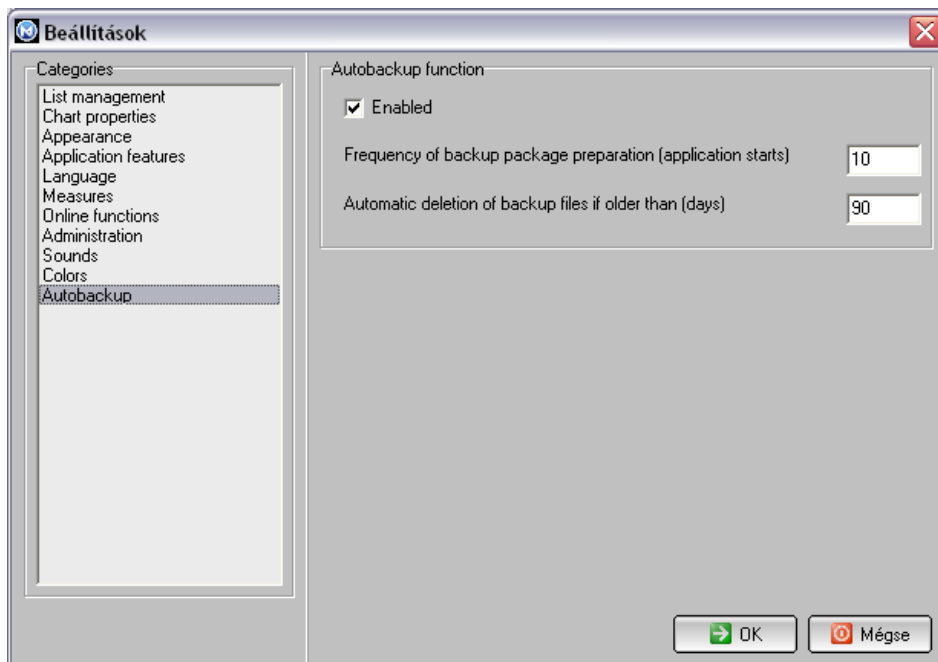 Beállítások
Categories
List management
Chart properties
Appearance
Application features
Language
Measures
Online functions
Administration
Sounds
Colors
Autobackup
Autobackup function
Enabled
Frequency of backup package preparation (application starts)
10
Automatic deletion of backup files if older than (days)
90
OK
Mégse